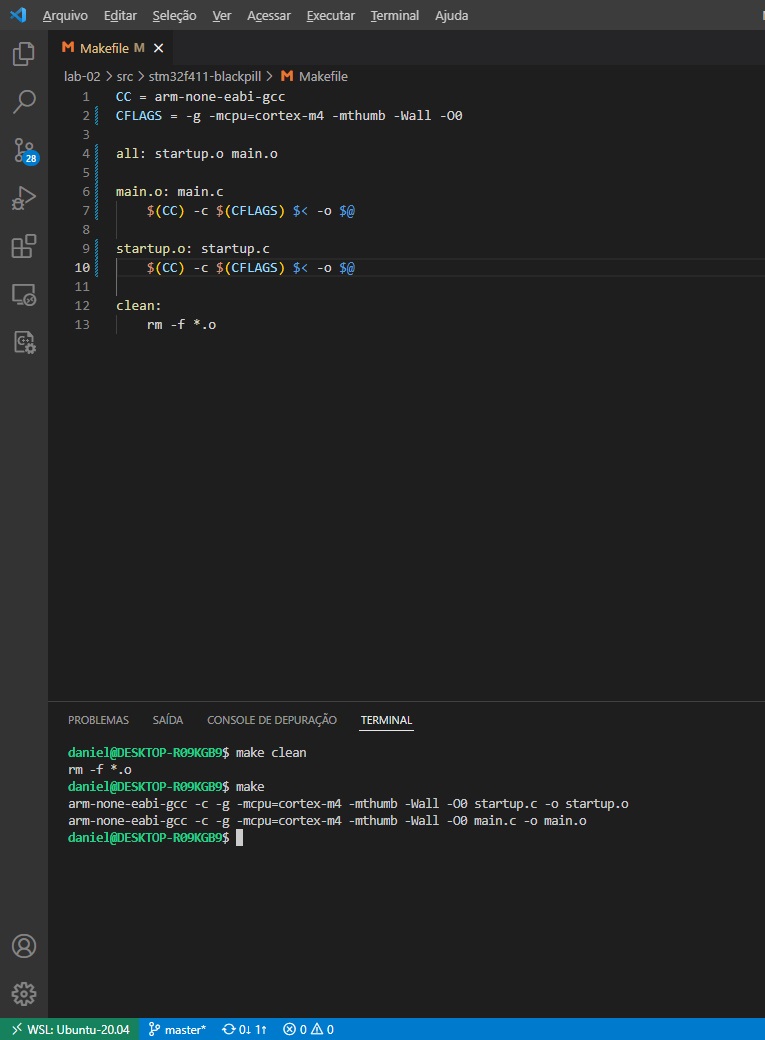 Arquivo Editar Seleção Ver Acessar Executar Terminal Ajuda
M Makefile M
lab-02 > src > stm32f411-blackpill > M Makefile
1 CC = arm-none-eabi-gcc
2 CFLAGS = -g -mcpu=cortex-m4 -mthumb -Wall -O0
3
4 all: startup.o main.o
5
6 main.o: main.c
7 $(CC) -c $(CFLAGS) $< -o $@
8
9 startup.o: startup.c
10 $(CC) -c $(CFLAGS) $< -o $@
11
12 clean:
13 rm -f *.o
28
PROBLEMAS SAÍDA CONSOLE DE DEPURAÇÃO TERMINAL
daniel@DESKTOP-R09KGB9$ make clean
rm -f *.o
daniel@DESKTOP-R09KGB9$ make
arm-none-eabi-gcc -c -g -mcpu=cortex-m4 -mthumb -Wall -O0 startup.c -o startup.o
arm-none-eabi-gcc -c -g -mcpu=cortex-m4 -mthumb -Wall -O0 main.c -o main.o
daniel@DESKTOP-R09KGB9$
WSL: Ubuntu-20.04 master* 0↓ 1↑ 0 0